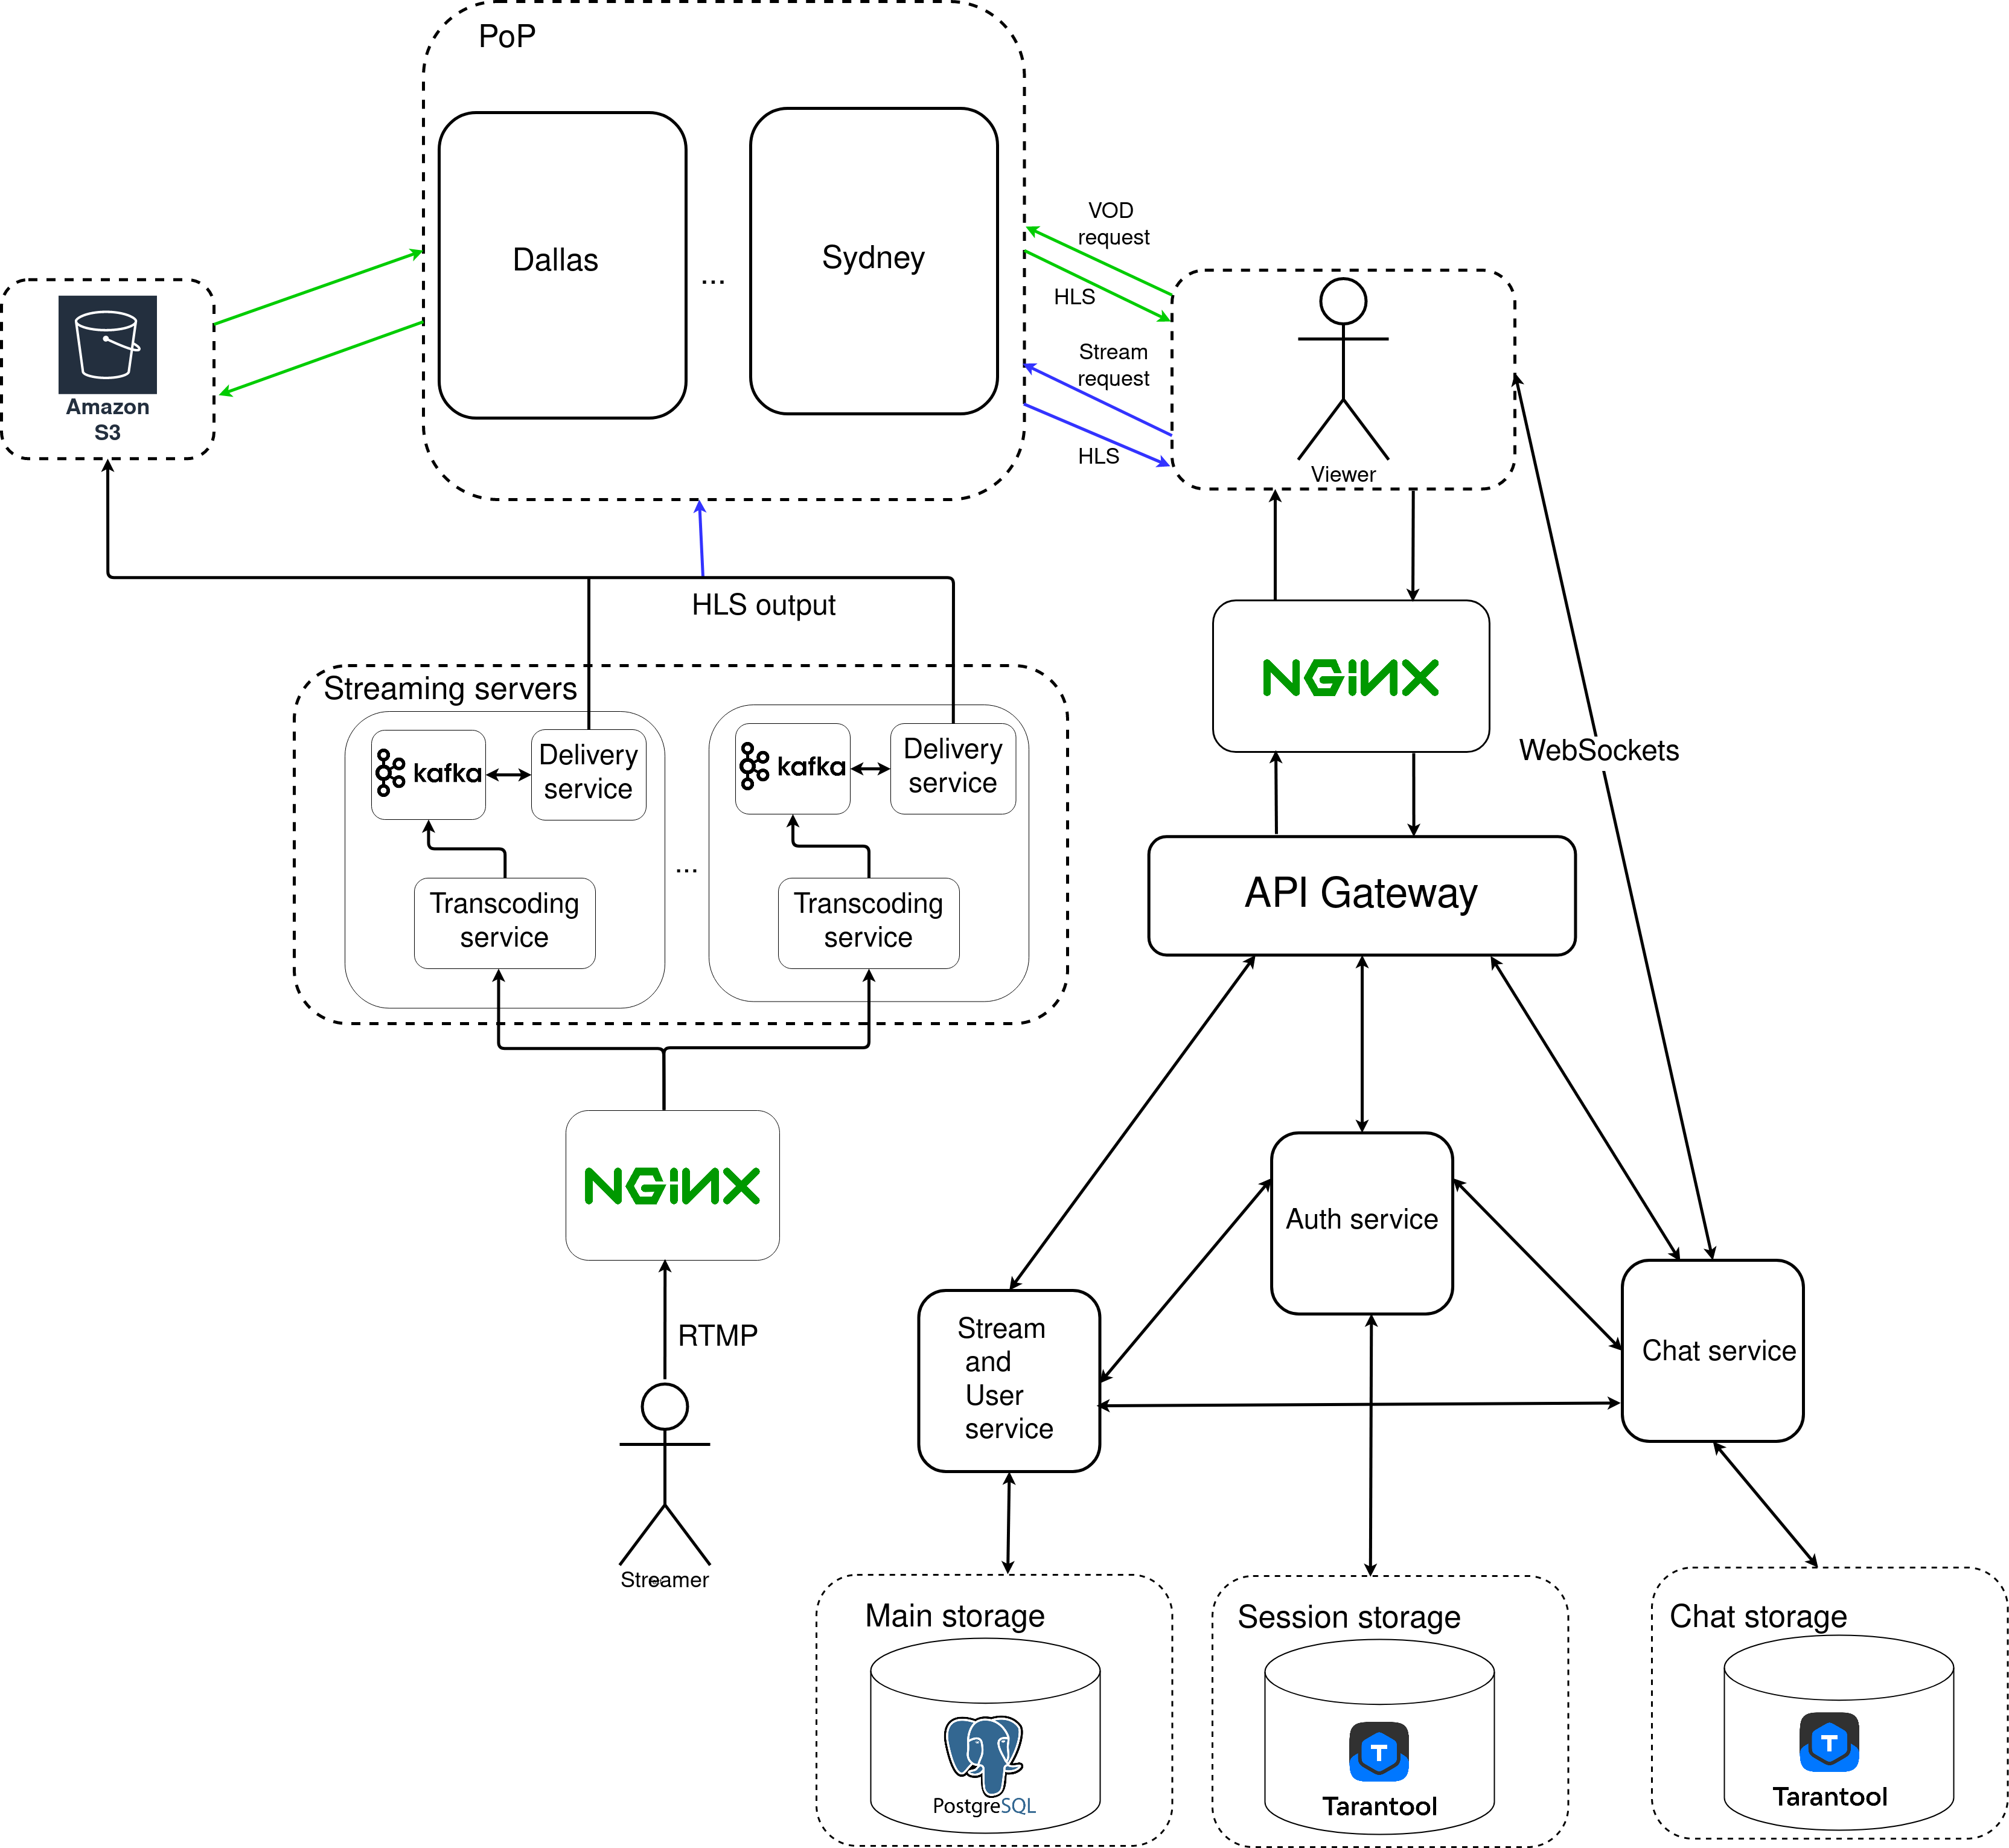 PoP
Dallas
...
Sydney
VOD
request
HLS
Stream
request
HLS
Viewer
Amazon
S3
HLS output
NGINX
WebSockets
Streaming servers
kafka
Delivery
service
Transcoding
service
...
kafka
Delivery
service
Transcoding
service
API Gateway
NGINX
RTMP
Streamer
Auth service
Stream
and
User
service
Chat service
Main storage
PostgreSQL
Session storage
T
Tarantool
Chat storage
T
Tarantool